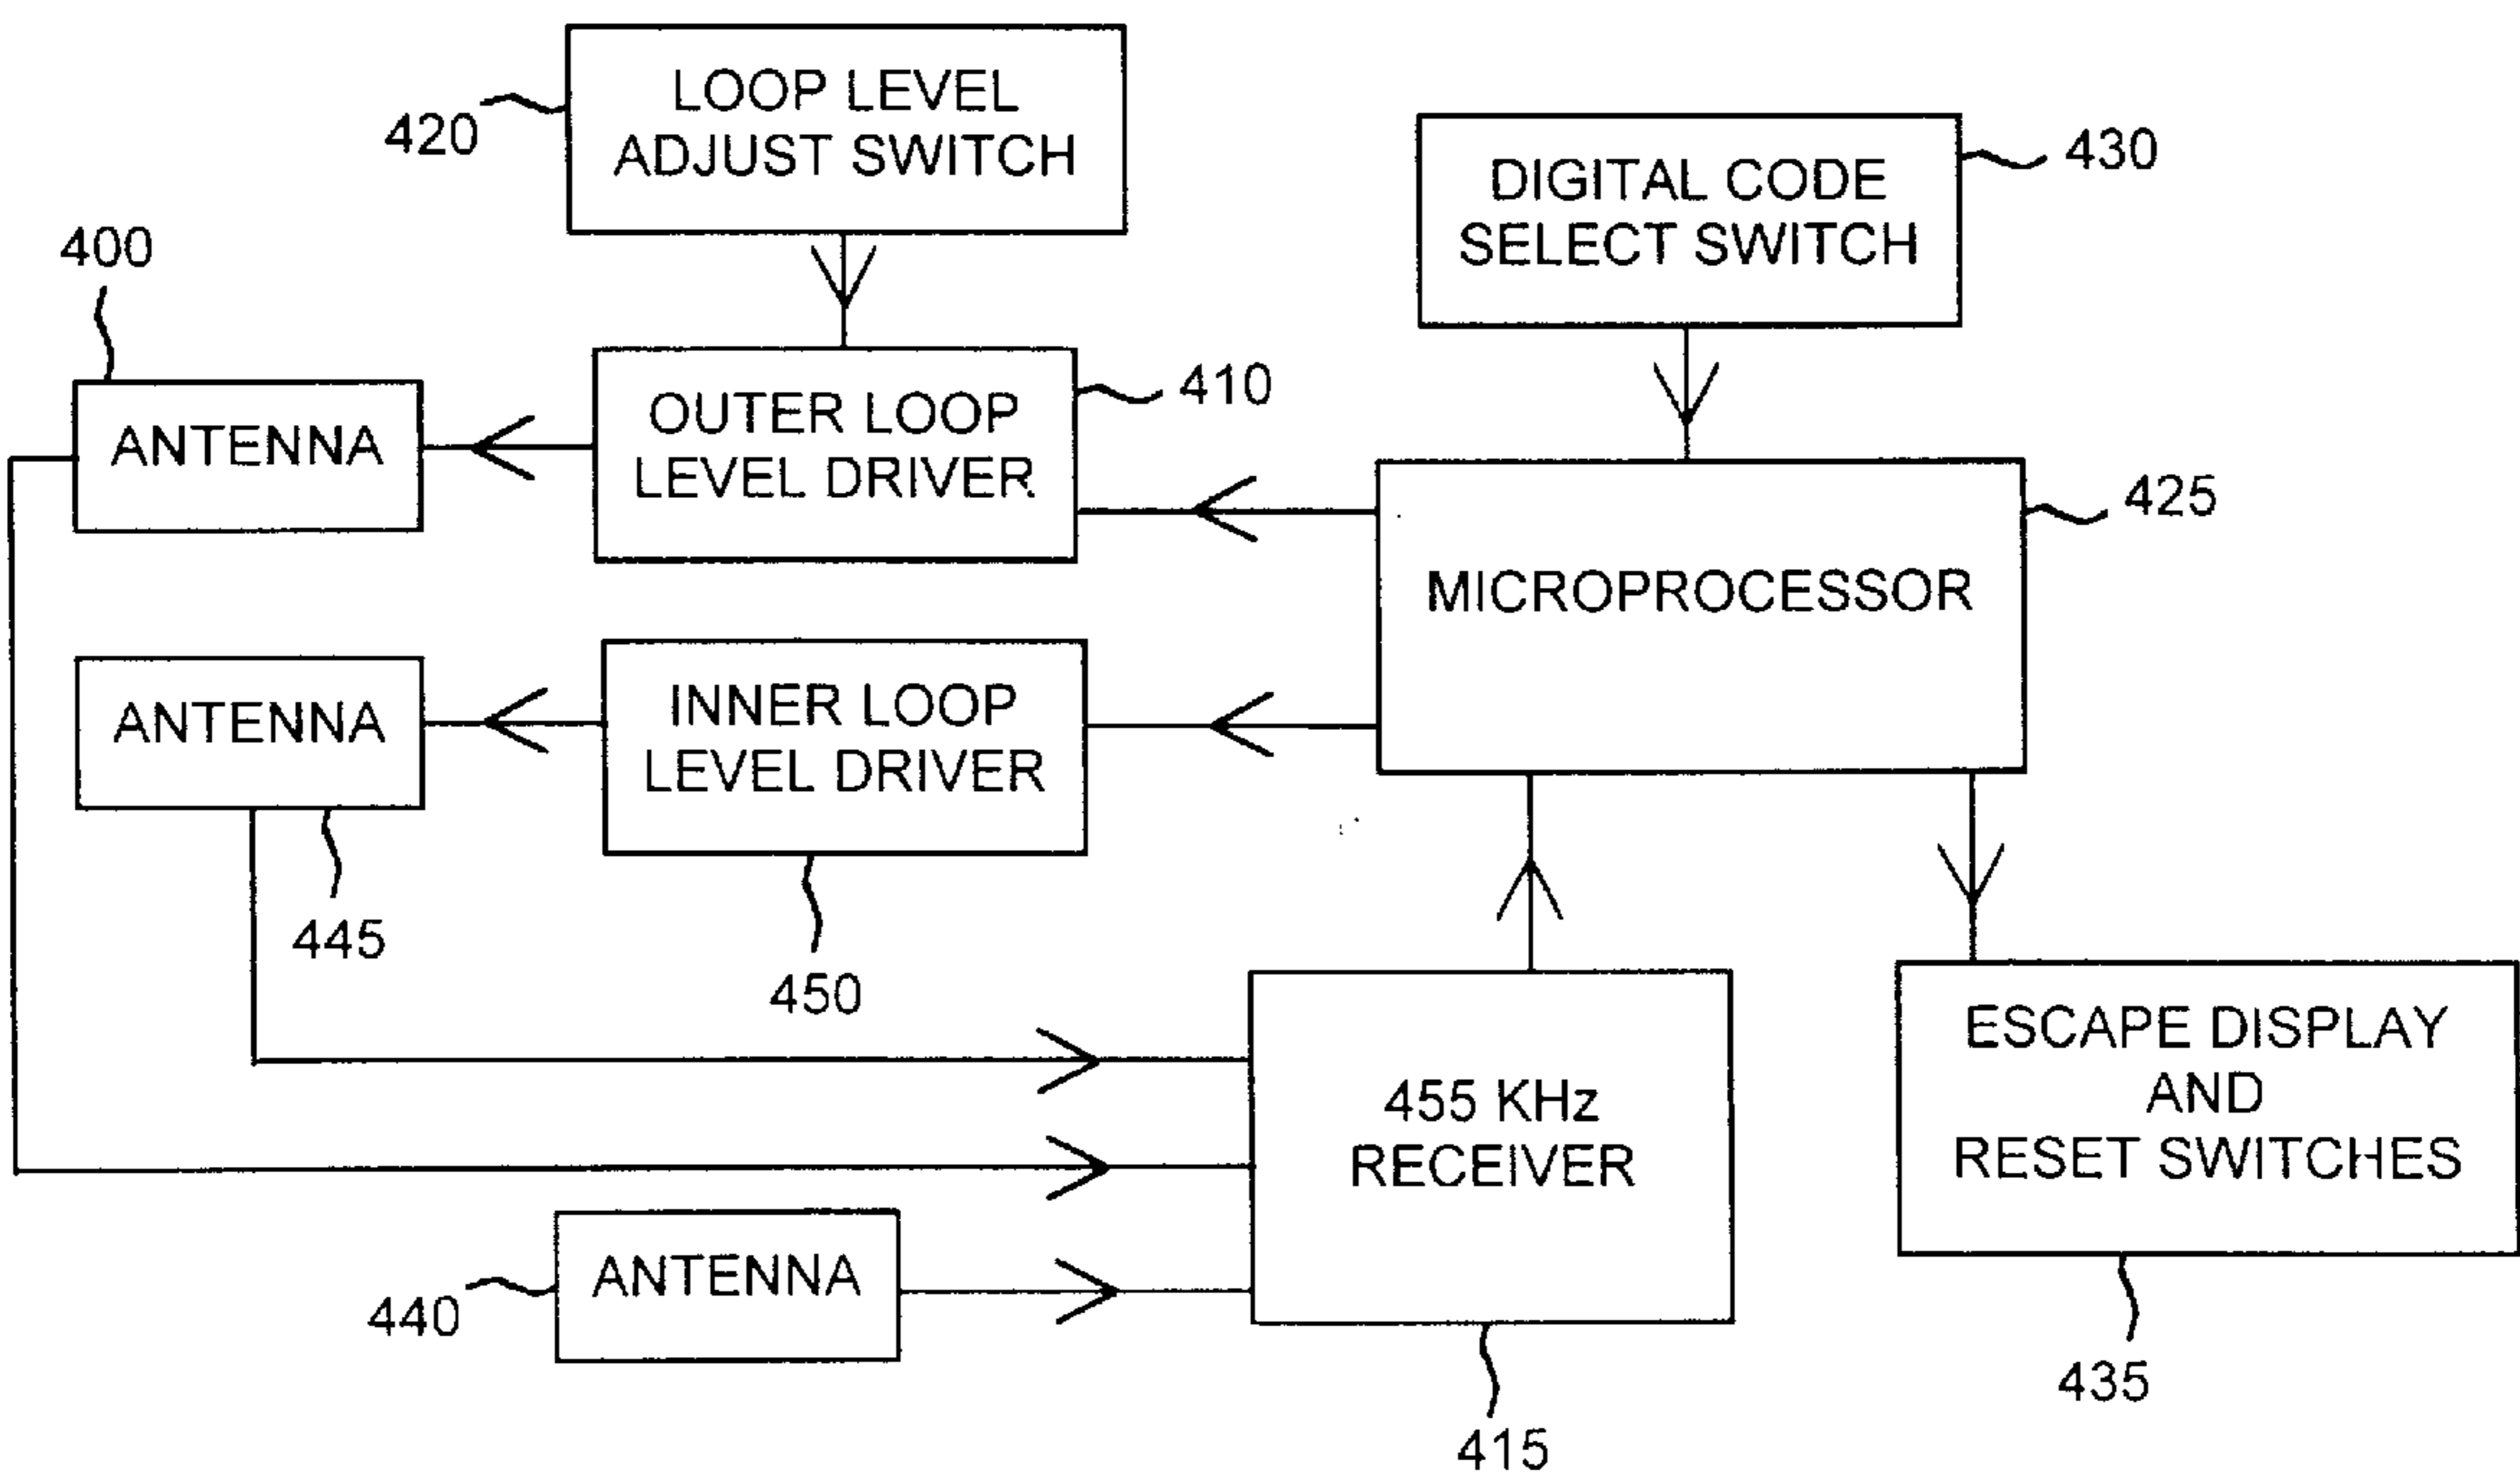 LOOP LEVEL
ADJUST SWITCH
420
DIGITAL CODE
SELECT SWITCH
430
400
ANTENNA
OUTER LOOP
LEVEL DRIVER
410
MICROPROCESSOR
425
ANTENNA
445
INNER LOOP
LEVEL DRIVER
450
455 KHz
RECEIVER
415
ESCAPE DISPLAY
AND
RESET SWITCHES
435
ANTENNA
440